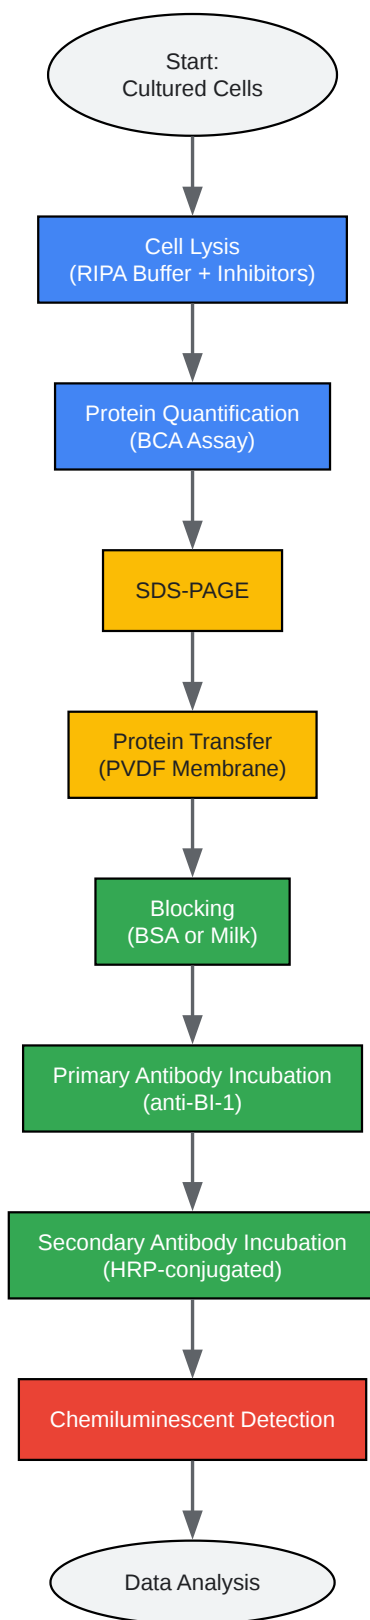 Start:
Cultured Cells
Cell Lysis
(RIPA Buffer + Inhibitors)
Protein Quantification
(BCA Assay)
SDS-PAGE
Protein Transfer
(PVDF Membrane)
Blocking
(BSA or Milk)
Primary Antibody Incubation
(anti-BI-1)
Secondary Antibody Incubation
(HRP-conjugated)
Chemiluminescent Detection
Data Analysis